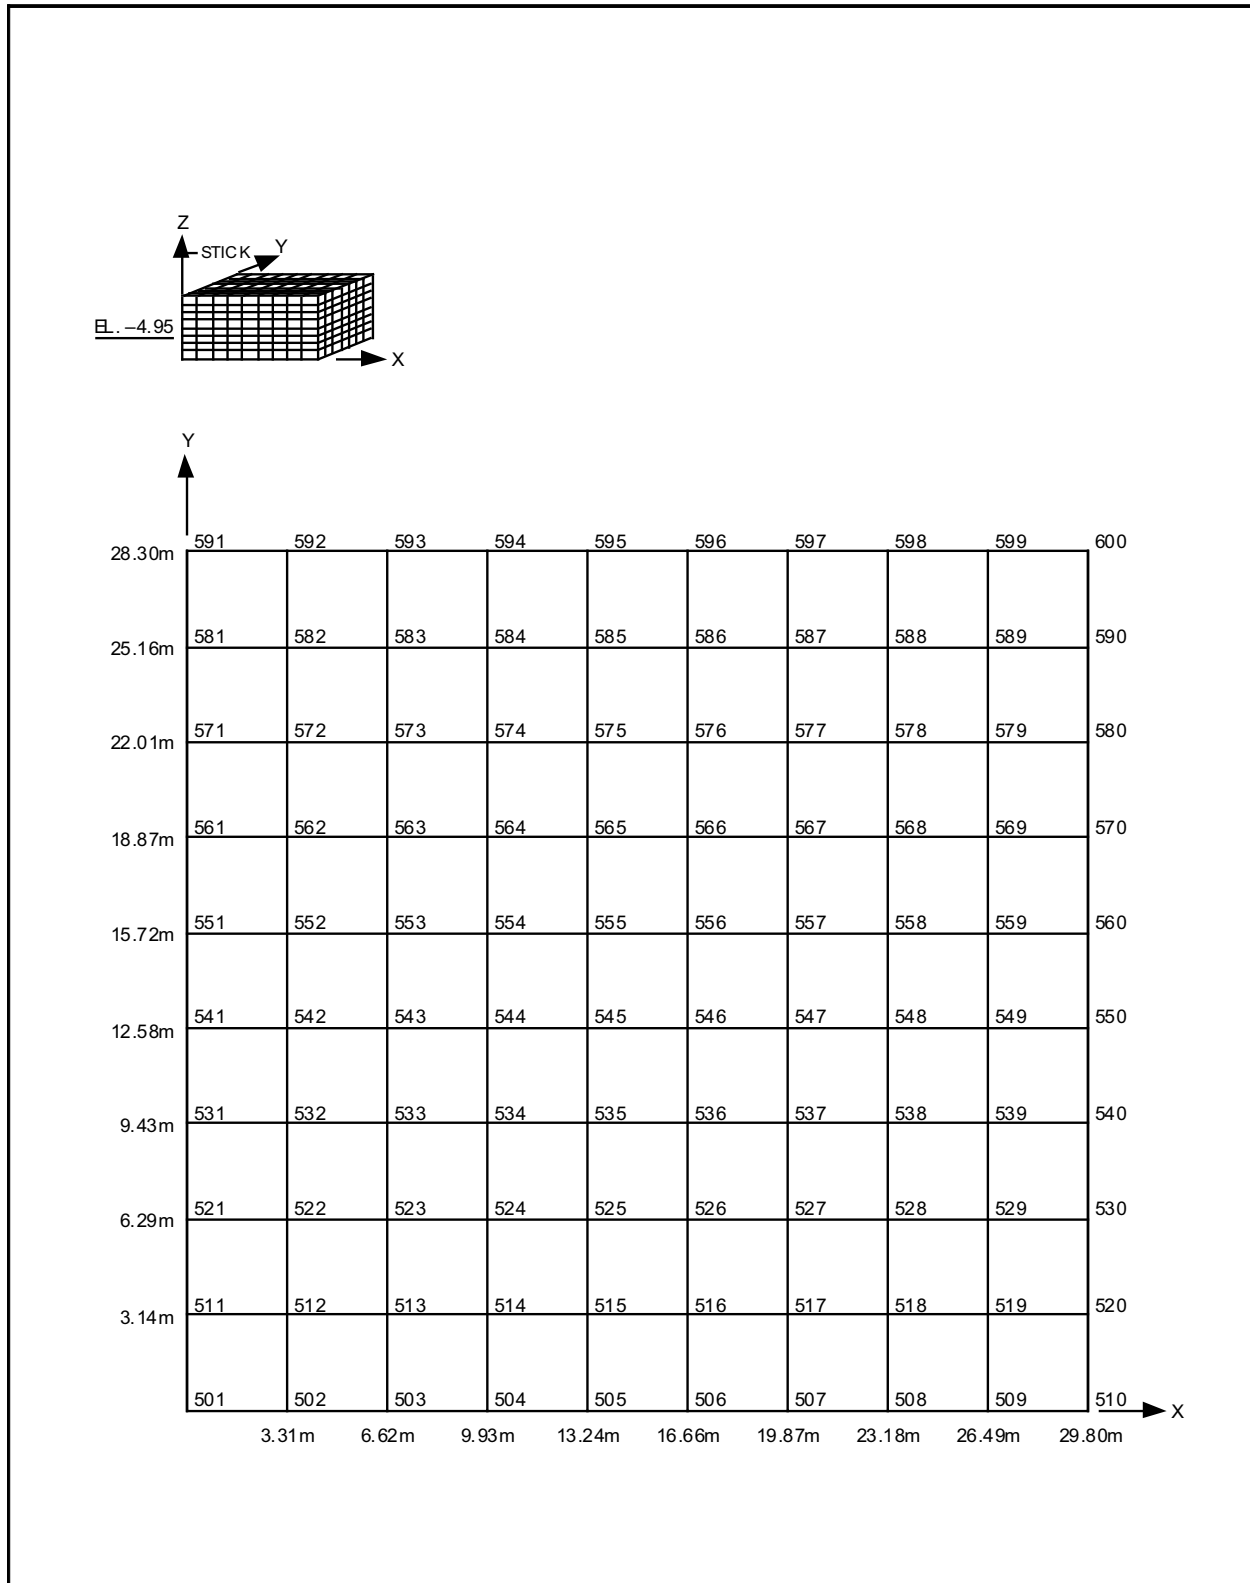 Z
STICK Y
EL. –4.95
X
Y
591 592 593 594 595 596 597 598 599 600
28.30m
581 582 583 584 585 586 587 588 589 590
25.16m
571 572 573 574 575 576 577 578 579 580
22.01m
561 562 563 564 565 566 567 568 569 570
18.87m
551 552 553 554 555 556 557 558 559 560
15.72m
541 542 543 544 545 546 547 548 549 550
12.58m
531 532 533 534 535 536 537 538 539 540
9.43m
521 522 523 524 525 526 527 528 529 530
6.29m
511 512 513 514 515 516 517 518 519 520
3.14m
501 502 503 504 505 506 507 508 509 510
X
3.31m 6.62m 9.93m 13.24m 16.66m 19.87m 23.18m 26.49m 29.80m